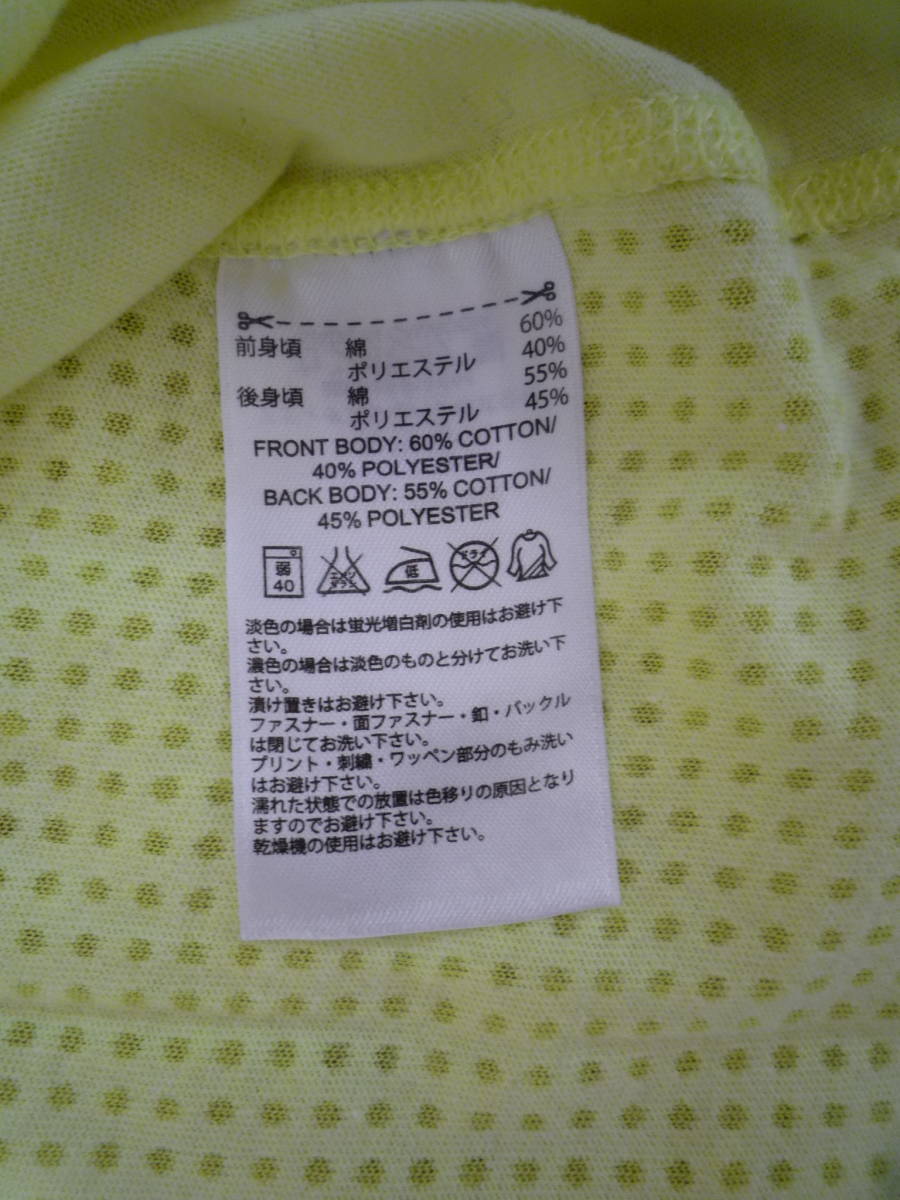 前身頃 綿 60%
ポリエステル 40%
後身頃 綿 55%
ポリエステル 45%
FRONT BODY: 60% COTTON/
40% POLYESTER/
BACK BODY: 55% COTTON/
45% POLYESTER
弱 低 ドライ
40
淡色の場合は蛍光増白剤の使用はお避け下
さい。
濃色の場合は淡色のものと分けてお洗い下
さい。
漬け置きはお避け下さい。
ファスナー・面ファスナー・釦・バックル
は閉じてお洗い下さい。
プリント・刺繍・ワッペン部分のもみ洗い
はお避け下さい。
濡れた状態での放置は色移りの原因となり
ますのでお避け下さい。
乾燥機の使用はお避け下さい。